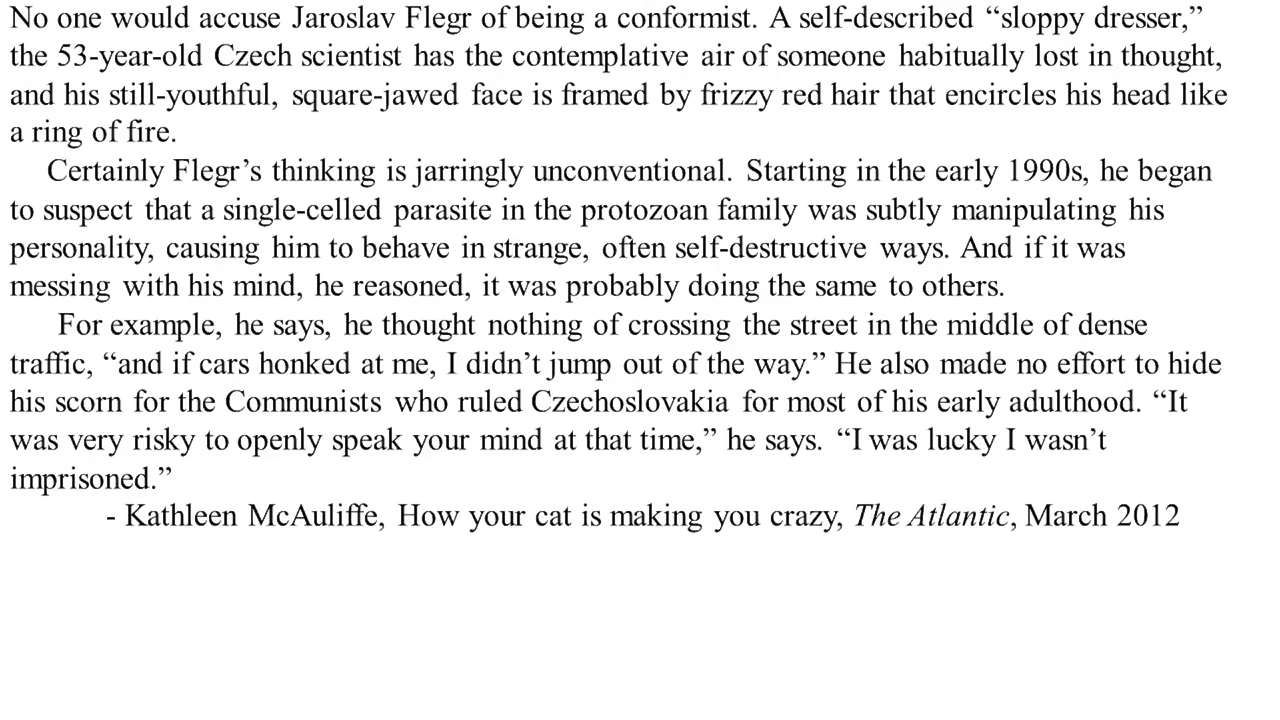 No one would accuse Jaroslav Flegr of being a conformist. A self-described “sloppy dresser,”
the 53-year-old Czech scientist has the contemplative air of someone habitually lost in thought,
and his still-youthful, square-jawed face is framed by frizzy red hair that encircles his head like
a ring of fire.
Certainly Flegr’s thinking is jarringly unconventional. Starting in the early 1990s, he began
to suspect that a single-celled parasite in the protozoan family was subtly manipulating his
personality, causing him to behave in strange, often self-destructive ways. And if it was
messing with his mind, he reasoned, it was probably doing the same to others.
For example, he says, he thought nothing of crossing the street in the middle of dense
traffic, “and if cars honked at me, I didn’t jump out of the way.” He also made no effort to hide
his scorn for the Communists who ruled Czechoslovakia for most of his early adulthood. “It
was very risky to openly speak your mind at that time,” he says. “I was lucky I wasn’t
imprisoned.”
- Kathleen McAuliffe, How your cat is making you crazy, The Atlantic, March 2012